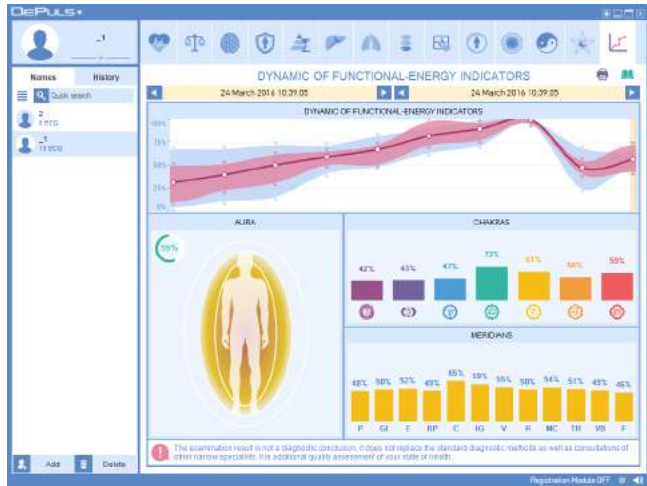 DePuls+
_1
Names History
Quick search
2
1 ECG
_1
11 ECG
DYNAMIC OF FUNCTIONAL-ENERGY INDICATORS
24 March 2016 10:39:05
24 March 2016 10:39:05
DYNAMIC OF FUNCTIONAL-ENERGY INDICATORS
100%
75%
50%
25%
0%
AURA
CHAKRAS
42% 43% 47% 73% 61% 55%
MERIDIANS
48% 50% 52% 49% 65% 59% 55% 50% 54% 51% 49% 46%
P GI E RP C IG V R MC TR VB F
The examination result is not a diagnostic conclusion, it does not replace the standard diagnostic methods as well as consultations of
other narrow specialists. It is additional quality assessment of your state of health.
Add Delete
Registration Module OFF